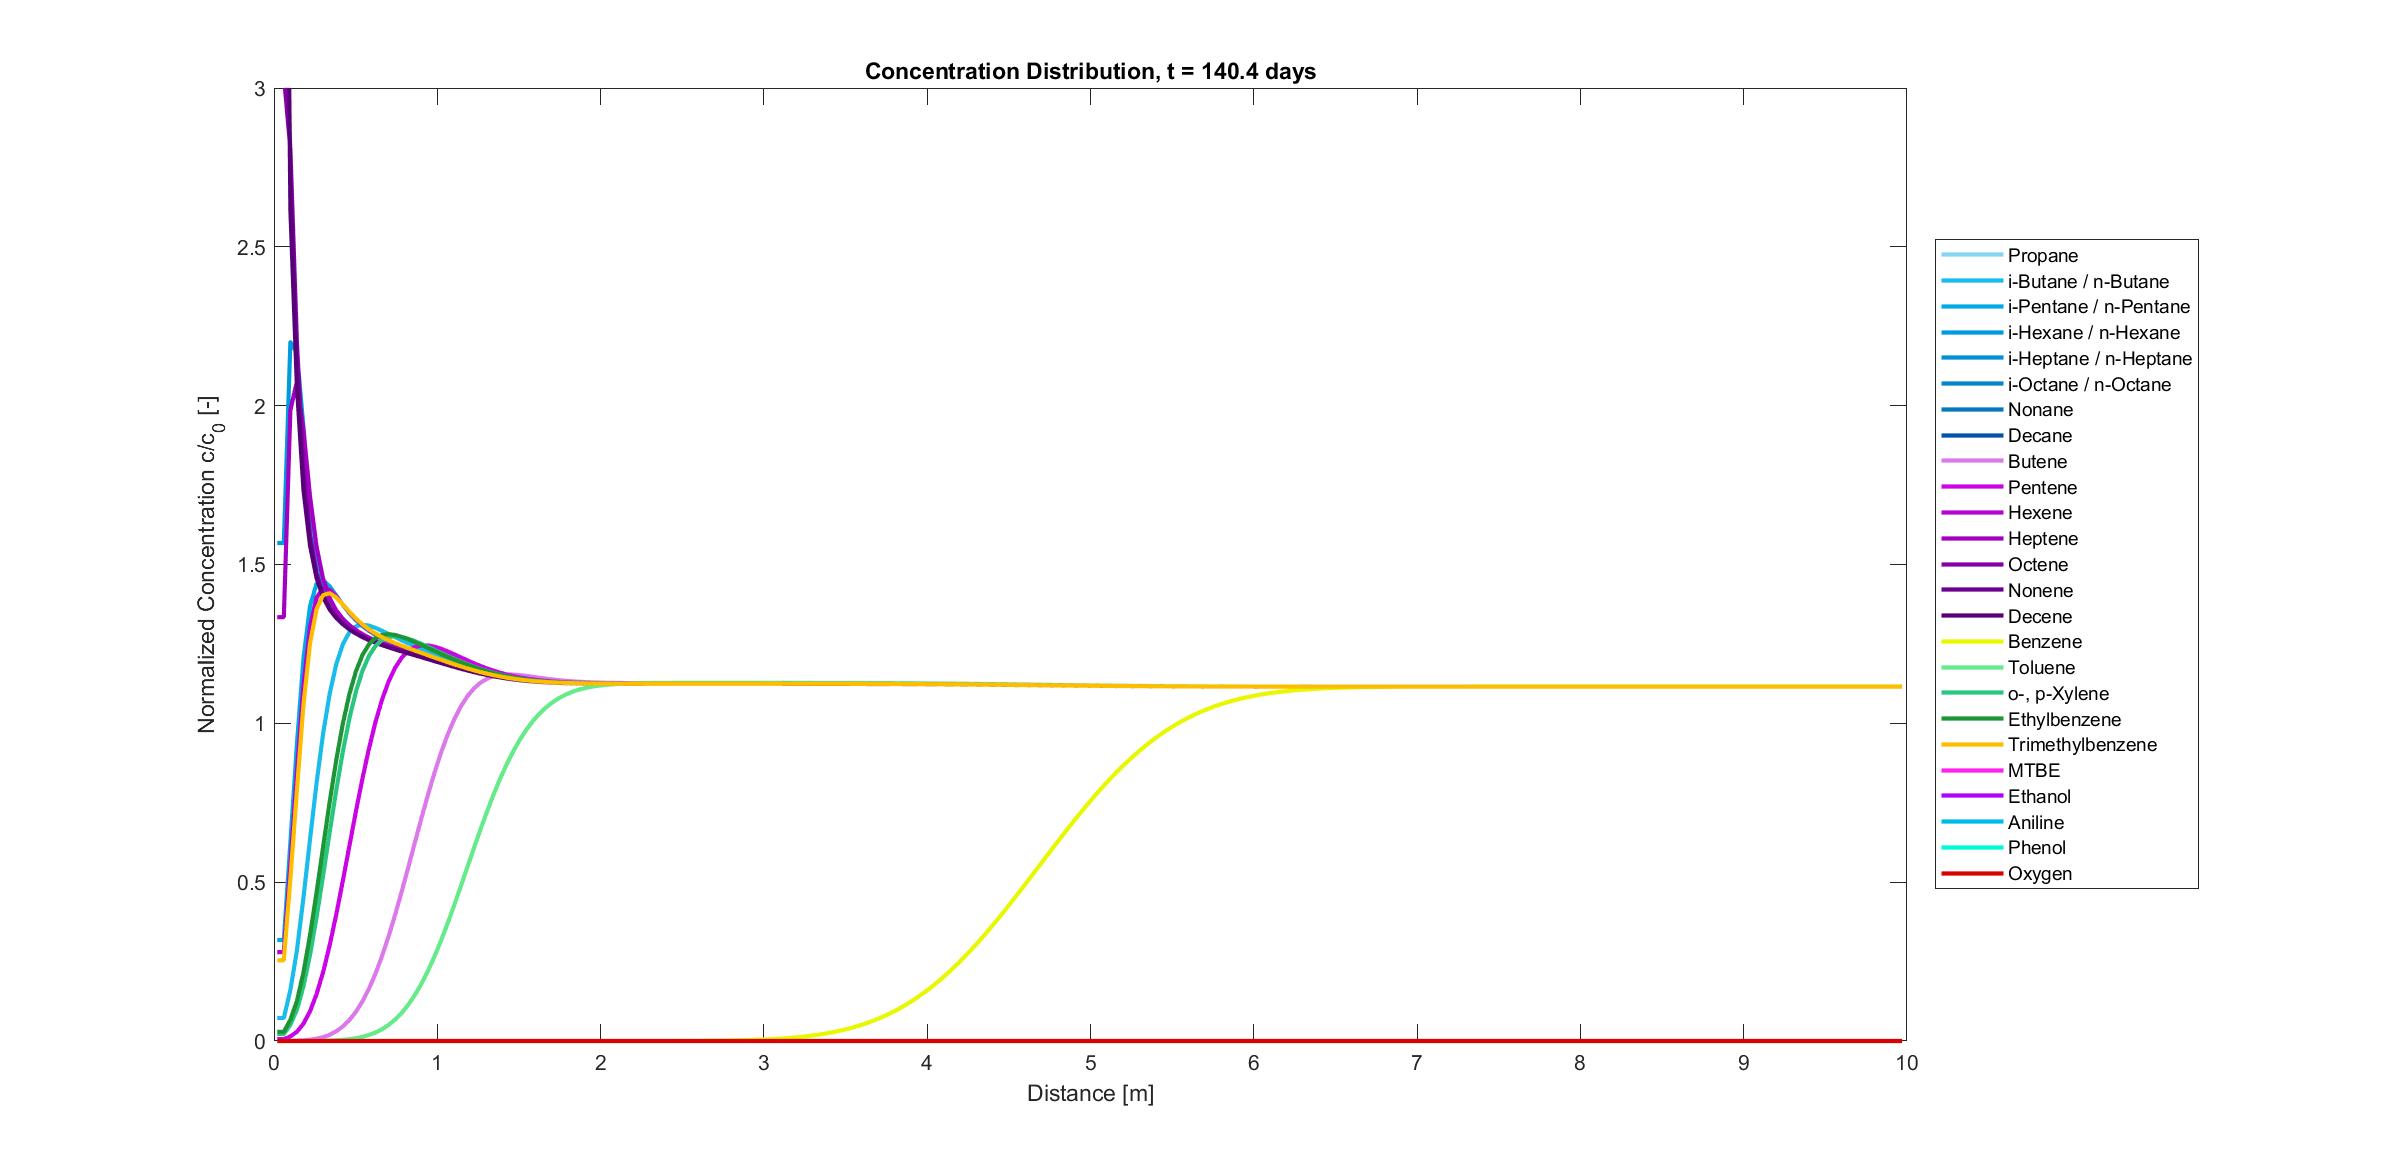 Concentration Distribution, t = 140.4 days
3
2.5
2
1.5
1
0.5
0
Normalized Concentration c/c0 [-]
0 1 2 3 4 5 6 7 8 9 10
Distance [m]
Propane
i-Butane / n-Butane
i-Pentane / n-Pentane
i-Hexane / n-Hexane
i-Heptane / n-Heptane
i-Octane / n-Octane
Nonane
Decane
Butene
Pentene
Hexene
Heptene
Octene
Nonene
Decene
Benzene
Toluene
o-, p-Xylene
Ethylbenzene
Trimethylbenzene
MTBE
Ethanol
Aniline
Phenol
Oxygen